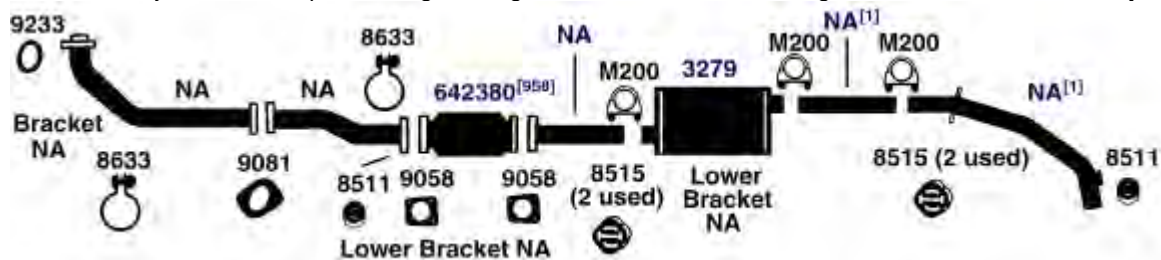 9233
NA
NA
8633
642380[958]
NA
M200
3279
M200
NA[1]
M200
NA[1]
Bracket
NA
8633
9081
8511
9058
9058
8515
(2 used)
Lower
Bracket
NA
8515 (2 used)
8511
Lower Bracket NA